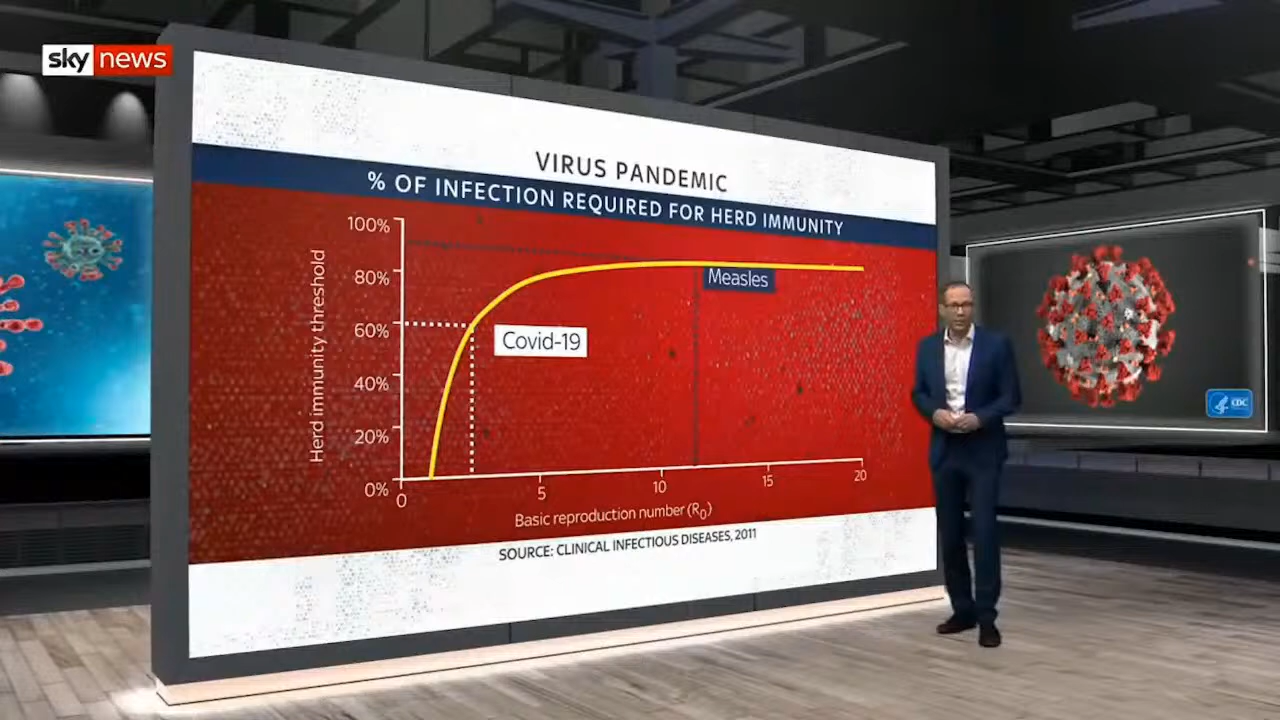 sky news
VIRUS PANDEMIC
% OF INFECTION REQUIRED FOR HERD IMMUNITY
100%
80%
60%
40%
20%
0%
Herd immunity threshold
Measles
Covid-19
0
5
10
15
20
Basic reproduction number (R0)
SOURCE: CLINICAL INFECTIOUS DISEASES, 2011
CDC